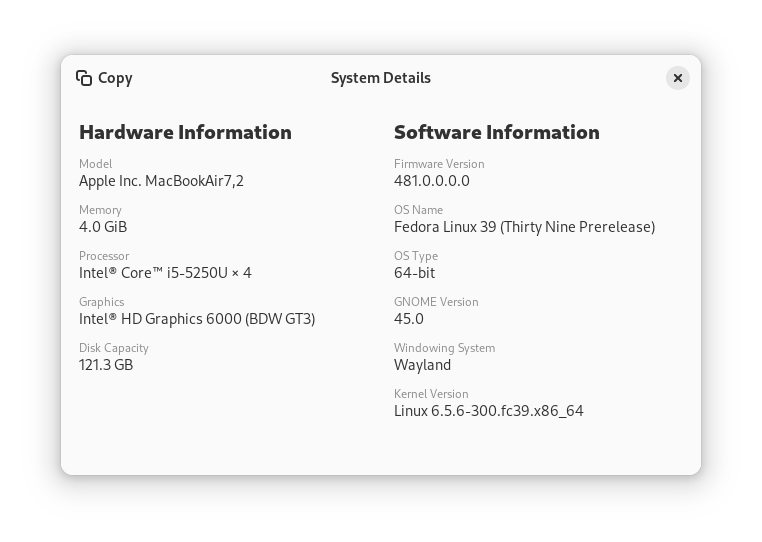 Copy
System Details
Hardware Information
Model
Apple Inc. MacBookAir7,2
Memory
4.0 GiB
Processor
Intel® Core™ i5-5250U × 4
Graphics
Intel® HD Graphics 6000 (BDW GT3)
Disk Capacity
121.3 GB
Software Information
Firmware Version
481.0.0.0.0
OS Name
Fedora Linux 39 (Thirty Nine Prerelease)
OS Type
64-bit
GNOME Version
45.0
Windowing System
Wayland
Kernel Version
Linux 6.5.6-300.fc39.x86_64